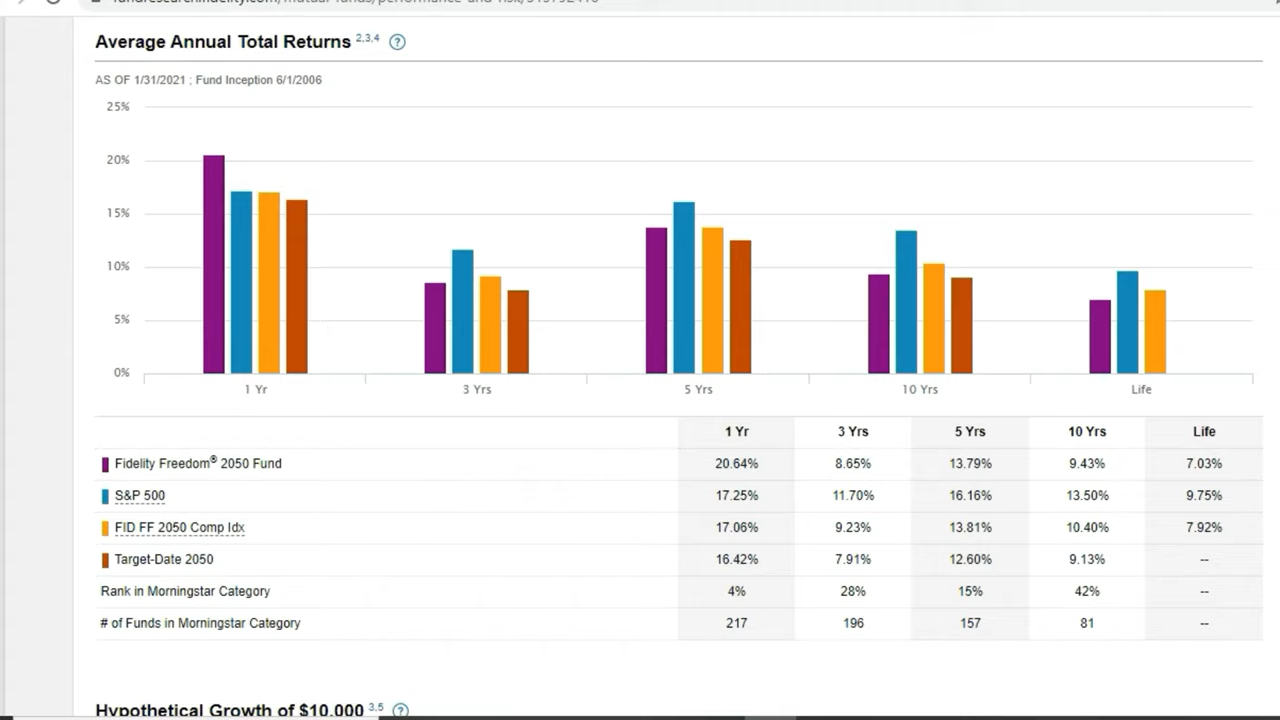 Average Annual Total Returns 2,3,4 ?
AS OF 1/31/2021 ; Fund Inception 6/1/2006
25%
20%
15%
10%
5%
0%
1 Yr 3 Yrs 5 Yrs 10 Yrs Life
1 Yr 3 Yrs 5 Yrs 10 Yrs Life
Fidelity Freedom® 2050 Fund 20.64% 8.65% 13.79% 9.43% 7.03%
S&P 500 17.25% 11.70% 16.16% 13.50% 9.75%
FID FF 2050 Comp Idx 17.06% 9.23% 13.81% 10.40% 7.92%
Target-Date 2050 16.42% 7.91% 12.60% 9.13% --
Rank in Morningstar Category 4% 28% 15% 42% --
# of Funds in Morningstar Category 217 196 157 81 --
Hypothetical Growth of $10,000 3,5 ?